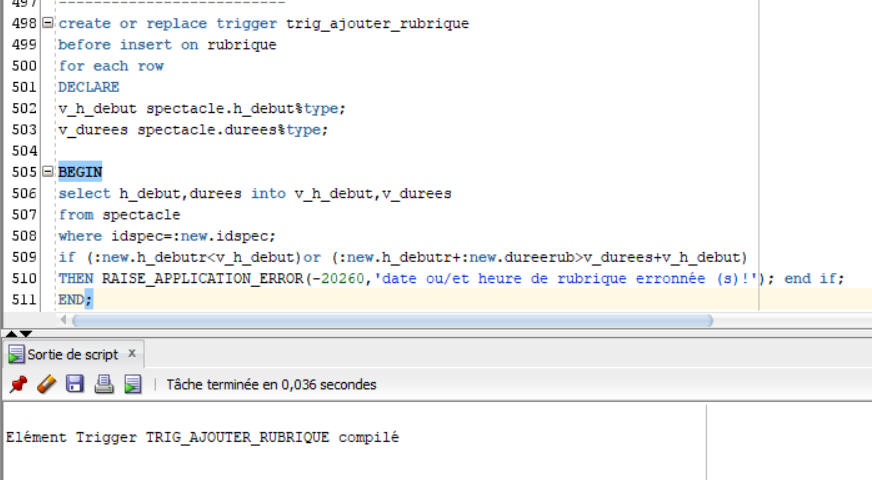 497 --------------------------
498 create or replace trigger trig_ajouter_rubrique
499 before insert on rubrique
500 for each row
501 DECLARE
502 v_h_debut spectacle.h_debut%type;
503 v_durees spectacle.durees%type;
504
505 BEGIN
506 select h_debut,durees into v_h_debut,v_durees
507 from spectacle
508 where idspec=:new.idspec;
509 if (:new.h_debutr<v_h_debut)or (:new.h_debutr+:new.dureerub>v_durees+v_h_debut)
510 THEN RAISE_APPLICATION_ERROR(-20260,'date ou/et heure de rubrique erronnée (s)!'); end if;
511 END;
Sortie de script x
Tâche terminée en 0,036 secondes
Elément Trigger TRIG_AJOUTER_RUBRIQUE compilé